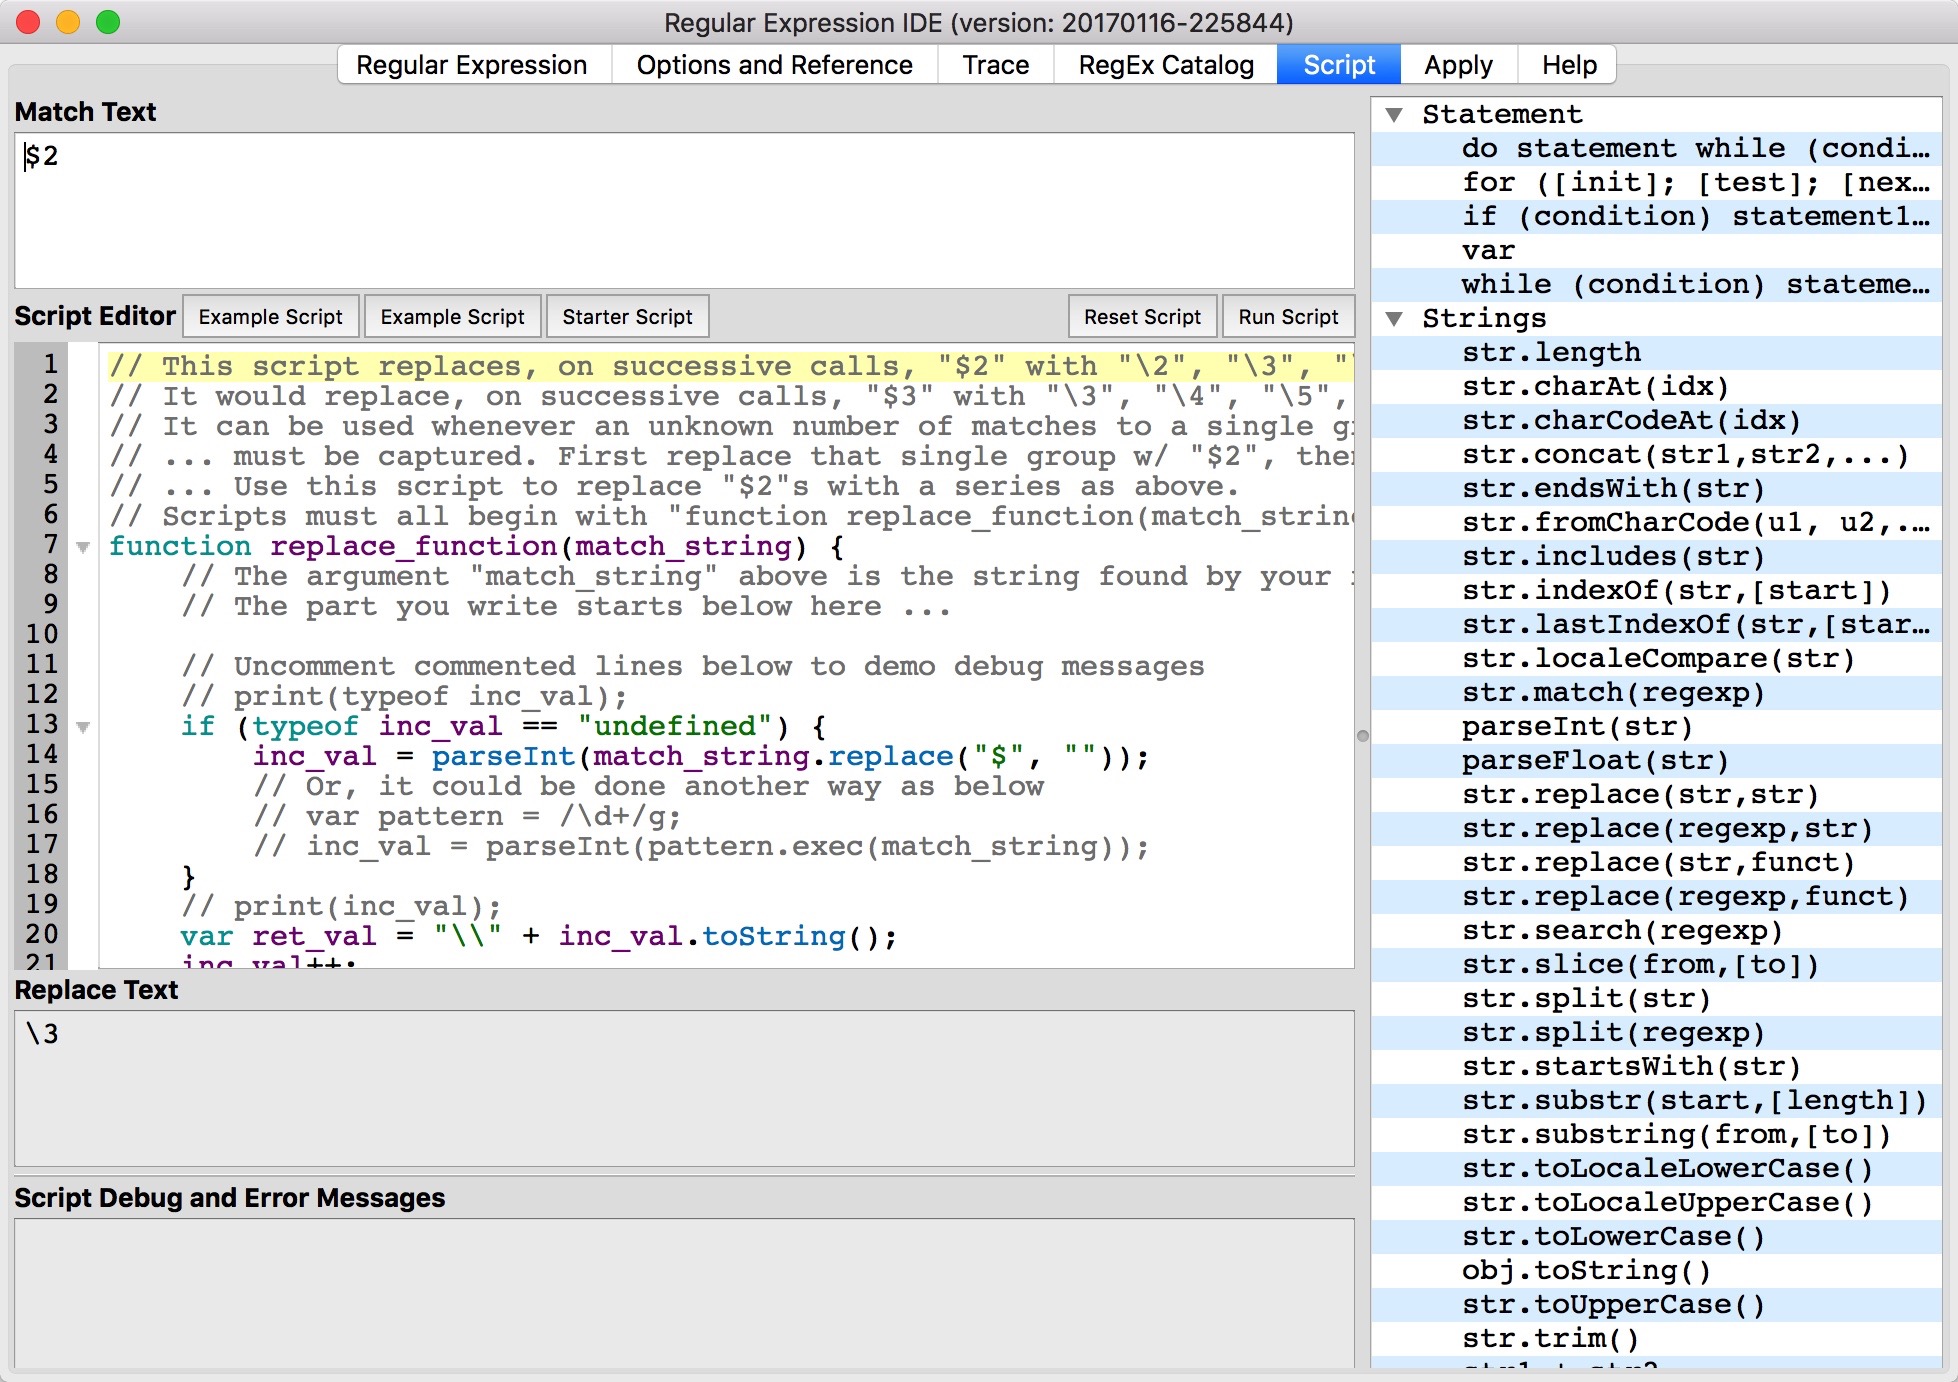 Regular Expression IDE (version: 20170116-225844)
Regular Expression Options and Reference Trace RegEx Catalog Script Apply Help
Match Text
$2
Script Editor Example Script Example Script Starter Script Reset Script Run Script
1 // This script replaces, on successive calls, "$2" with "\2", "\3", "
2 // It would replace, on successive calls, "$3" with "\3", "\4", "\5",
3 // It can be used whenever an unknown number of matches to a single
4 // ... must be captured. First replace that single group w/ "$2",
5 // ... Use this script to replace "$2"s with a series as above.
6 // Scripts must all begin with "function replace_function(
7 function replace_function(match_string) {
8 // The argument "match_string" above is the string found by your
9 // The part you write starts below here ...
10
11 // Uncomment commented lines below to demo debug messages
12 // print(typeof inc_val);
13 if (typeof inc_val == "undefined") {
14 inc_val = parseInt(match_string.replace("$", ""));
15 // Or, it could be done another way as below
16 // var pattern = /\d+/g;
17 // inc_val = parseInt(pattern.exec(match_string));
18 }
19 // print(inc_val);
20 var ret_val = "\\" + inc_val.toString();
21 inc_val++;
Replace Text
\3
Script Debug and Error Messages
Statement
do statement while (condi…
for ([init]; [test]; [nex…
if (condition) statement1…
var
while (condition) stateme…
Strings
str.length
str.charAt(idx)
str.charCodeAt(idx)
str.concat(str1,str2,...)
str.endsWith(str)
str.fromCharCode(u1, u2,.…
str.includes(str)
str.indexOf(str,[start])
str.lastIndexOf(str,[star…
str.localeCompare(str)
str.match(regexp)
parseInt(str)
parseFloat(str)
str.replace(str,str)
str.replace(regexp,str)
str.replace(str,funct)
str.replace(regexp,funct)
str.search(regexp)
str.slice(from,[to])
str.split(str)
str.split(regexp)
str.startsWith(str)
str.substr(start,[length])
str.substring(from,[to])
str.toLocaleLowerCase()
str.toLocaleUpperCase()
str.toLowerCase()
obj.toString()
str.toUpperCase()
str.trim()